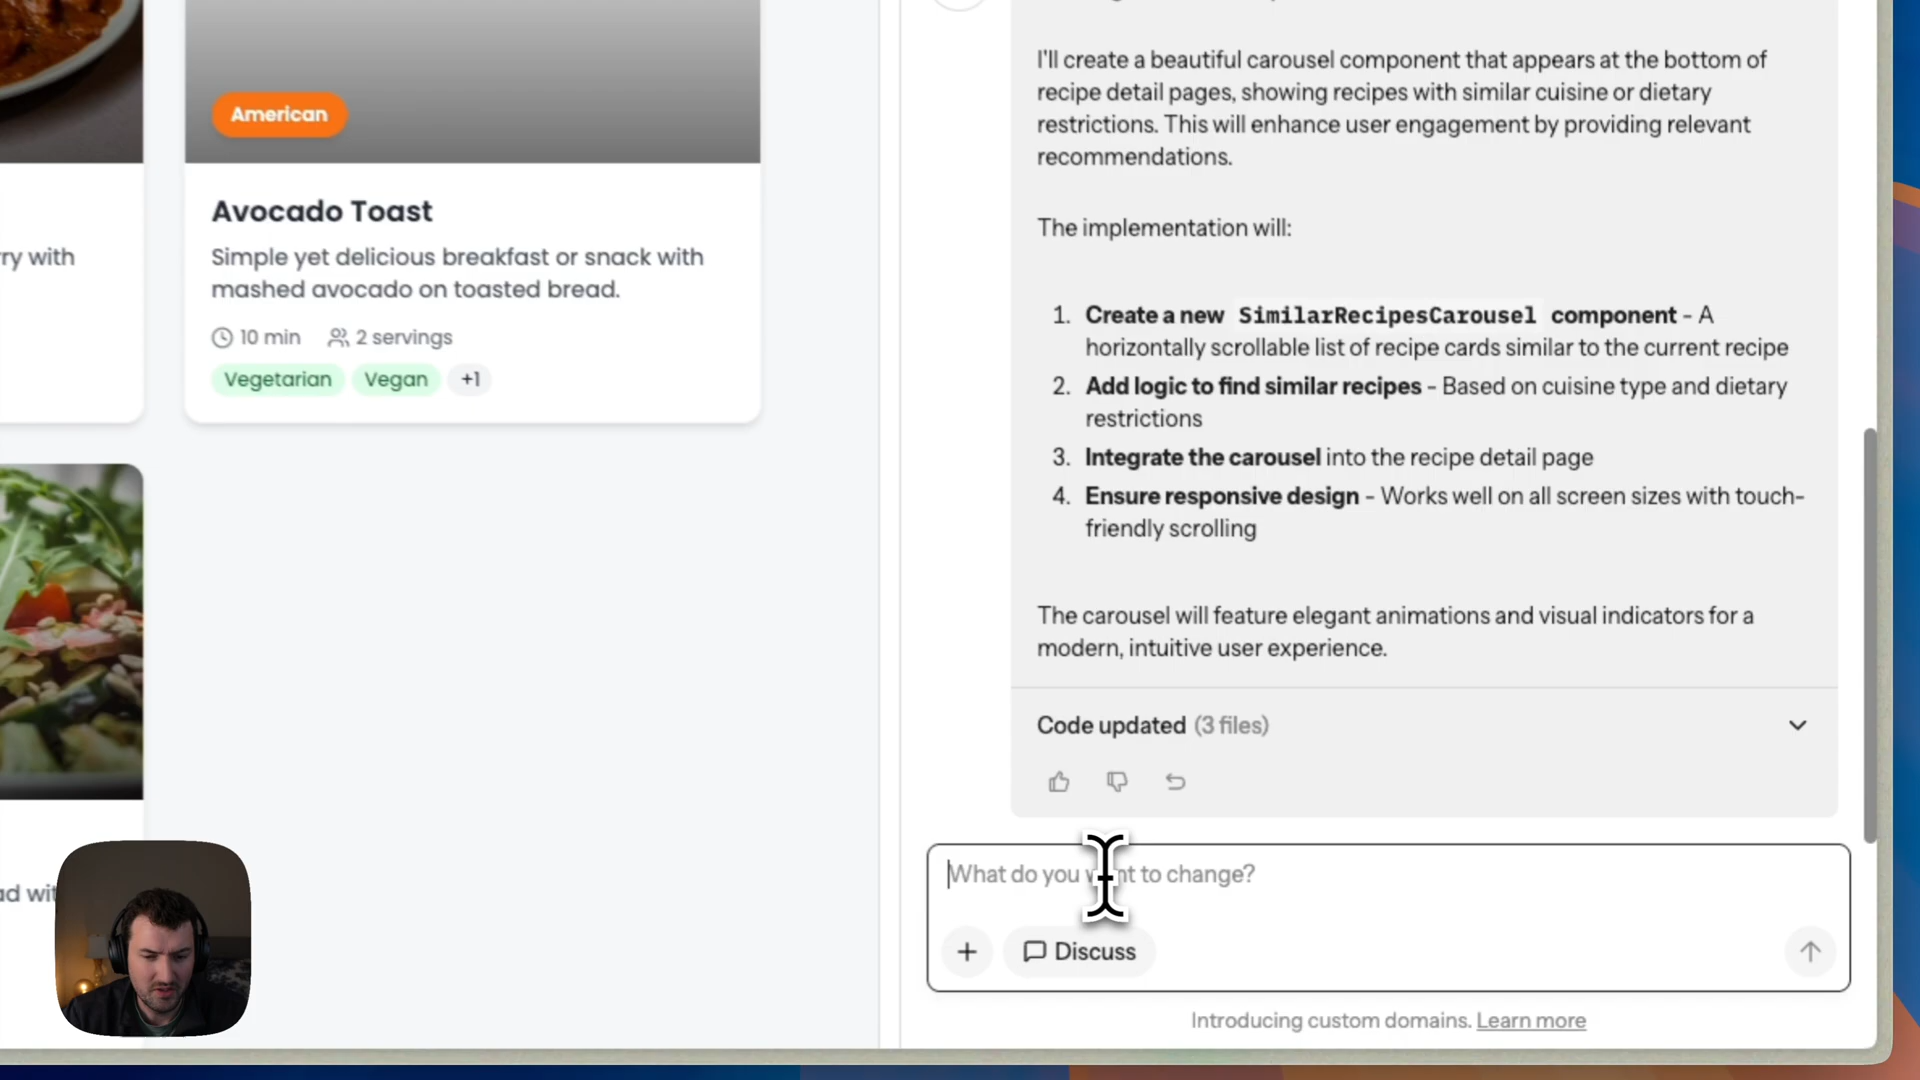 American
Avocado Toast
Simple yet delicious breakfast or snack with
mashed avocado on toasted bread.
10 min 2 servings
Vegetarian Vegan +1
ry with
I'll create a beautiful carousel component that appears at the bottom of
recipe detail pages, showing recipes with similar cuisine or dietary
restrictions. This will enhance user engagement by providing relevant
recommendations.
The implementation will:
1. Create a new SimilarRecipesCarousel component - A
horizontally scrollable list of recipe cards similar to the current recipe
2. Add logic to find similar recipes - Based on cuisine type and dietary
restrictions
3. Integrate the carousel into the recipe detail page
4. Ensure responsive design - Works well on all screen sizes with touch-
friendly scrolling
The carousel will feature elegant animations and visual indicators for a
modern, intuitive user experience.
Code updated (3 files)
What do you want to change?
Discuss
Introducing custom domains. Learn more